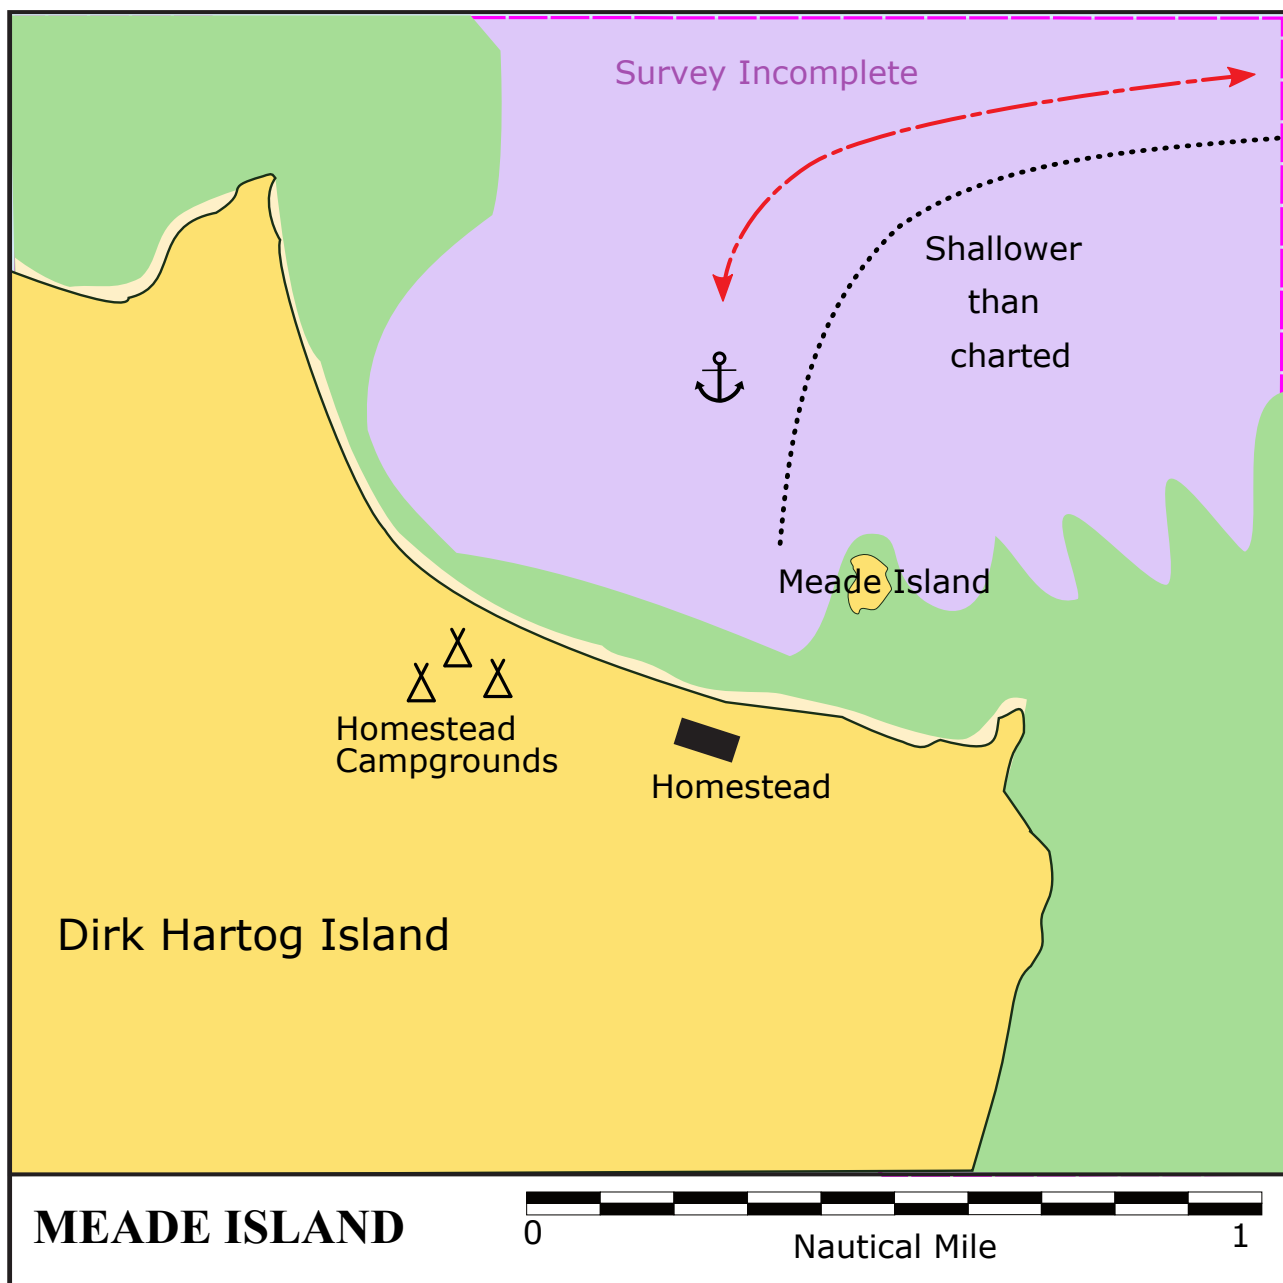 Survey Incomplete
Shallower
than
charted
Meade Island
Homestead
Campgrounds
Homestead
Dirk Hartog Island
MEADE ISLAND
0
1
Nautical Mile